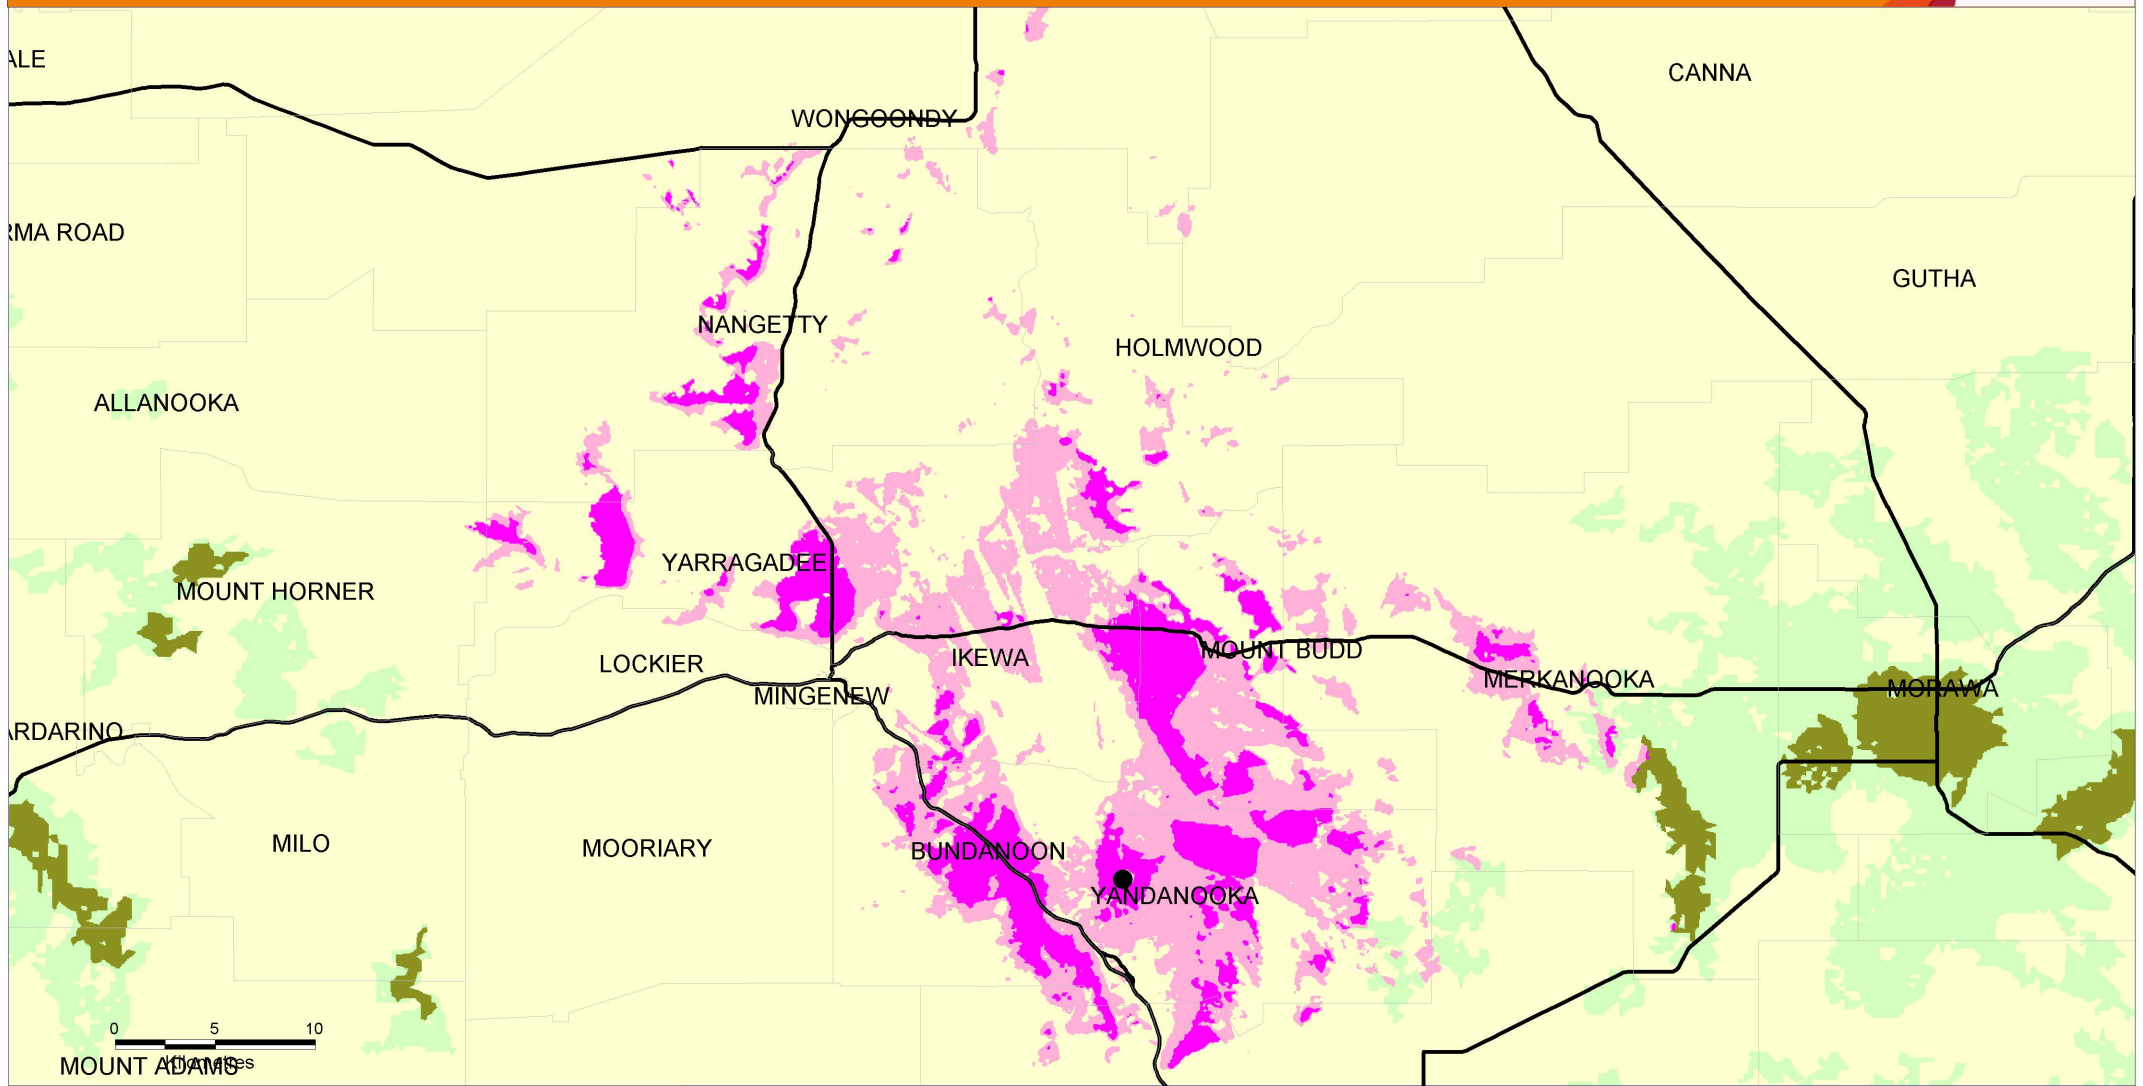 ALE
CANNA
WONGOONDY
RMA ROAD
GUTHA
NANGETTY
HOLMWOOD
ALLANOOKA
YARRAGADEE
MOUNT HORNER
MOUNT BUDD
IKEWA
LOCKIER
MERKANOOKA
MORAWA
MINGENEW
ARDARINO
MILO
MOORIARY
BUNDANOON
YANDANOOKA
0 5 10
Kilometres
MOUNT ADAMS